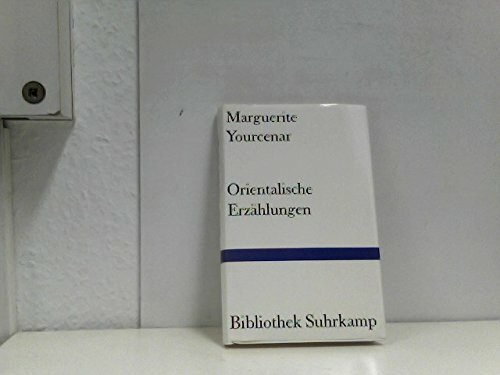 Marguerite
Yourcenar
Orientalische
Erzählungen
Bibliothek Suhrkamp